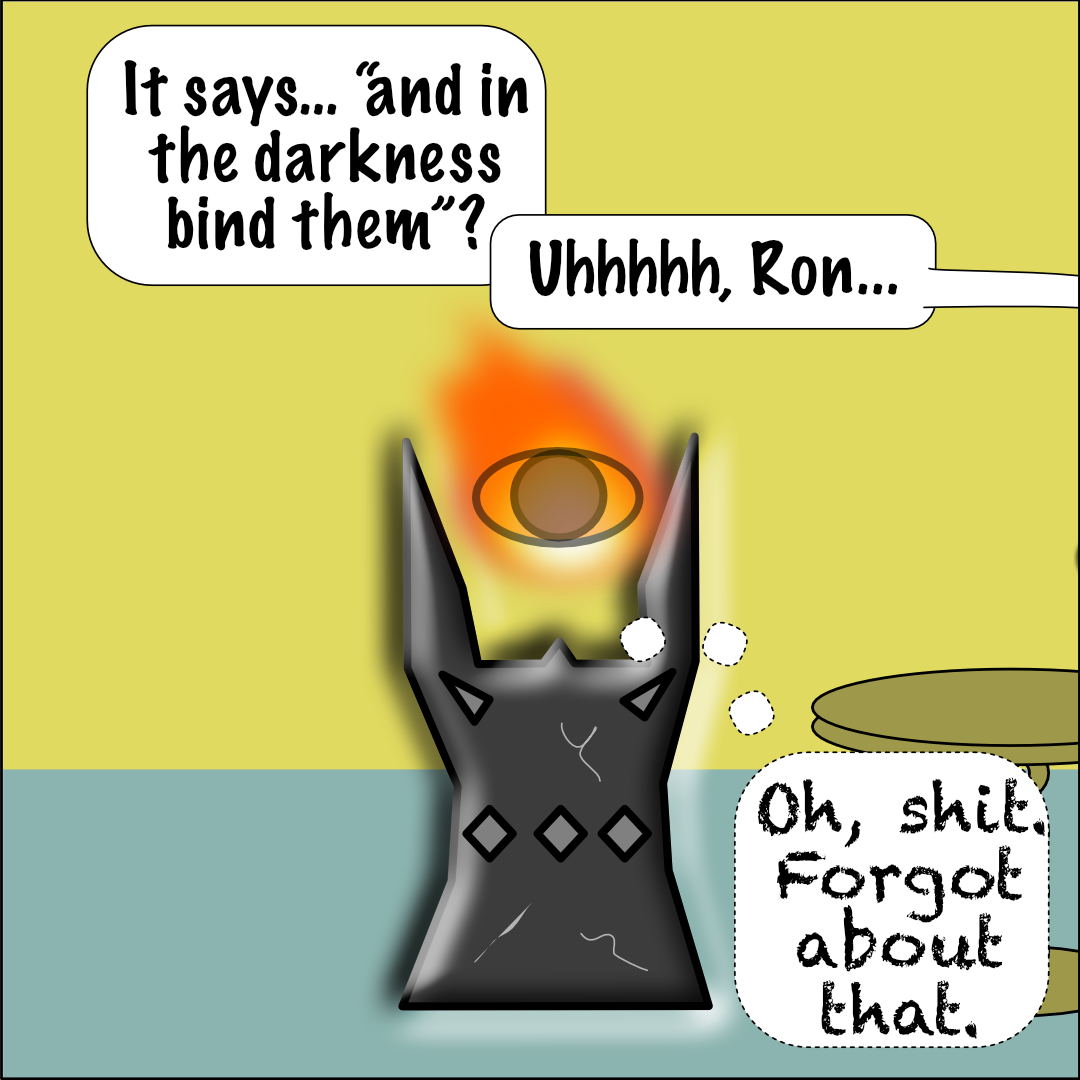 It says... “and in
the darkness
bind them”?
Uhhhhh, Ron...
Oh, shit.
Forgot
about
that.